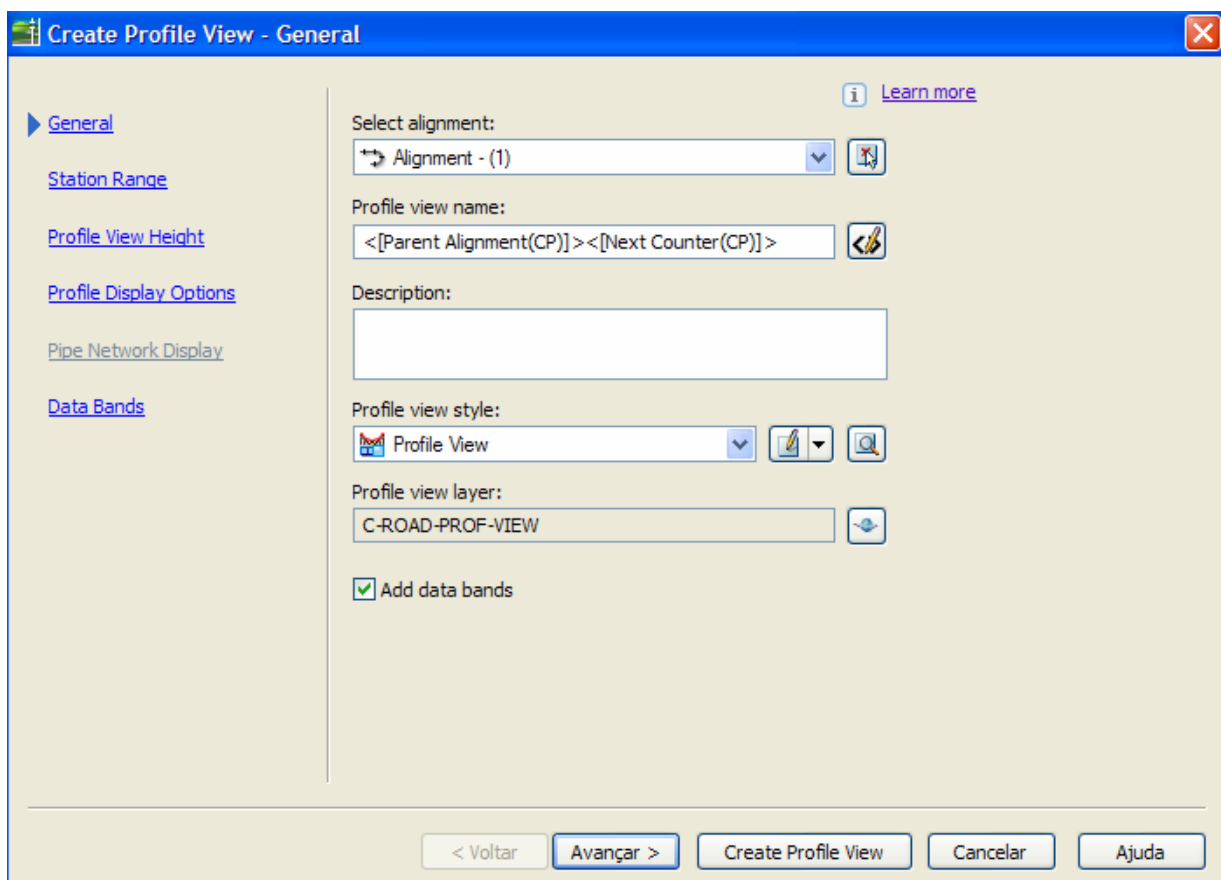 Create Profile View - General
Learn more
General
Station Range
Profile View Height
Profile Display Options
Pipe Network Display
Data Bands
Select alignment:
Alignment - (1)
Profile view name:
<[Parent Alignment(CP)]><[Next Counter(CP)]>
Description:
Profile view style:
Profile View
Profile view layer:
C-ROAD-PROF-VIEW
Add data bands
< Voltar Avançar > Create Profile View Cancelar Ajuda